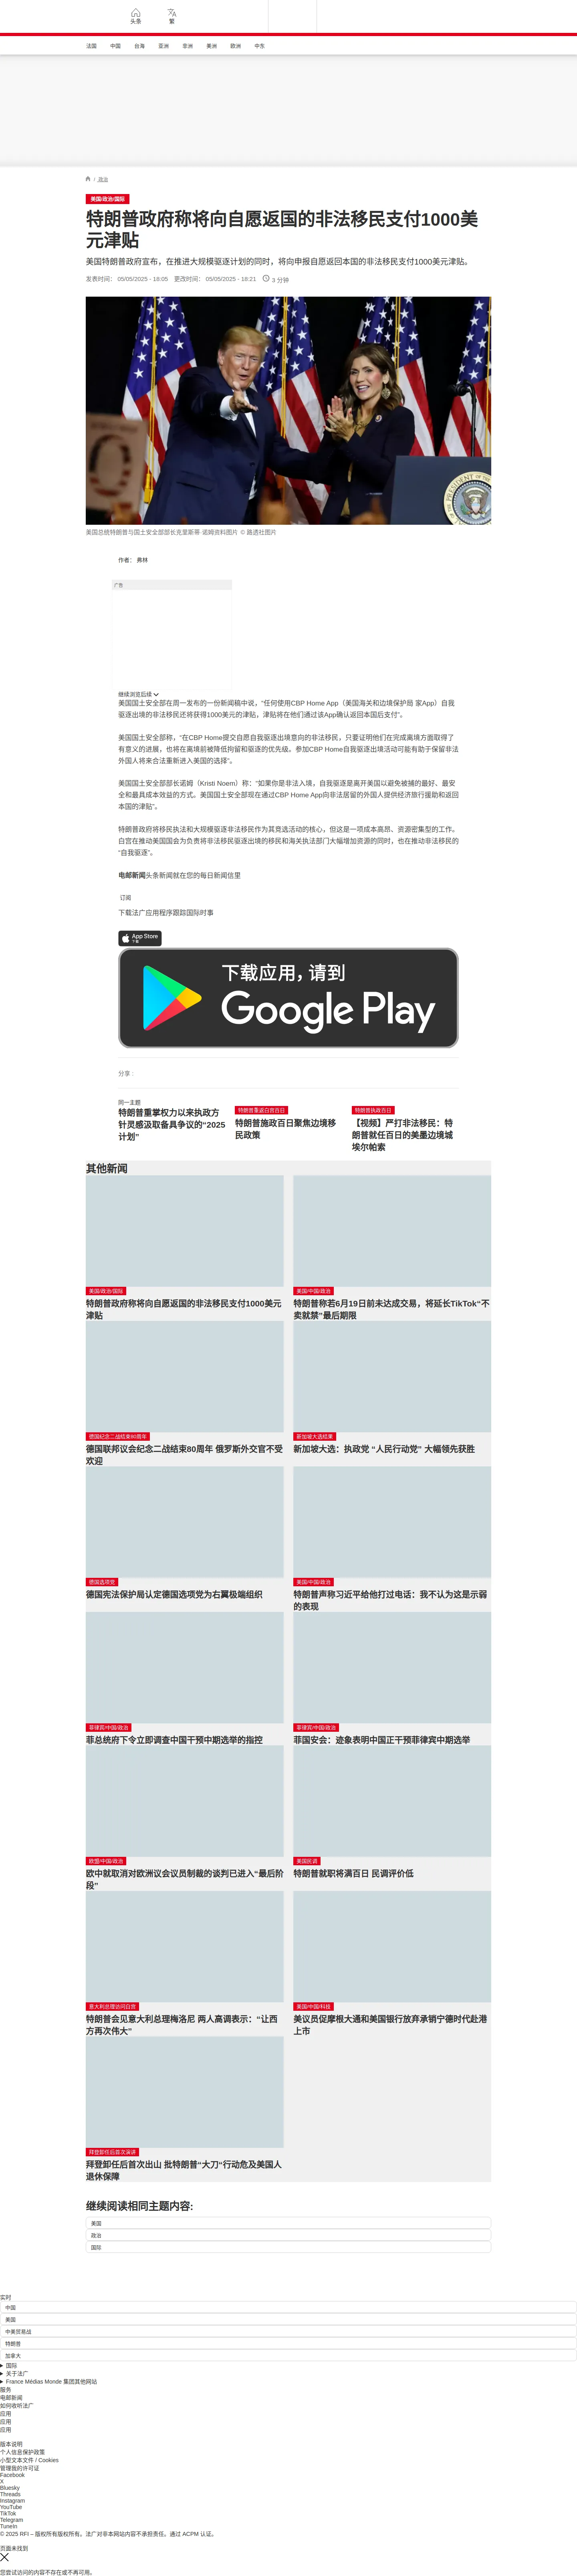 头条
繁
法国
中国
台海
亚洲
非洲
美洲
欧洲
中东
/ 政治
美国/政治/国际
特朗普政府称将向自愿返国的非法移民支付1000美
元津贴
美国特朗普政府宣布，在推进大规模驱逐计划的同时，将向申报自愿返回本国的非法移民支付1000美元津贴。
发表时间： 05/05/2025 - 18:05 更改时间： 05/05/2025 - 18:21 3 分钟
美国总统特朗普与国土安全部部长克里斯蒂·诺姆资料图片 © 路透社图片
作者： 弗林
广告
继续浏览后续
美国国土安全部在周一发布的一份新闻稿中说，“任何使用CBP Home App（美国海关和边境保护局 家App）自我
驱逐出境的非法移民还将获得1000美元的津贴，津贴将在他们通过该App确认返回本国后支付”。
美国国土安全部称，“在CBP Home提交自愿自我驱逐出境意向的非法移民，只要证明他们在完成离境方面取得了
有意义的进展，也将在离境前被降低拘留和驱逐的优先级。参加CBP Home自我驱逐出境活动可能有助于保留非法
外国人将来合法重新进入美国的选择”。
美国国土安全部部长诺姆（Kristi Noem）称：“如果你是非法入境，自我驱逐是离开美国以避免被捕的最好、最安
全和最具成本效益的方式。美国国土安全部现在通过CBP Home App向非法居留的外国人提供经济旅行援助和返回
本国的津贴”。
特朗普政府将移民执法和大规模驱逐非法移民作为其竞选活动的核心，但这是一项成本高昂、资源密集型的工作。
白宫在推动美国国会为负责将非法移民驱逐出境的移民和海关执法部门大幅增加资源的同时，也在推动非法移民的
“自我驱逐”。
电邮新闻头条新闻就在您的每日新闻信里
订阅
下载法广应用程序跟踪国际时事
App Store
下载
下载应用，请到
Google Play
分享 :
同一主题
特朗普重掌权力以来执政方
针灵感汲取备具争议的“2025
计划”
特朗普重返白宫百日
特朗普施政百日聚焦边境移
民政策
特朗普执政百日
【视频】严打非法移民：特
朗普就任百日的美墨边境城
埃尔帕索
其他新闻
美国/政治/国际
特朗普政府称将向自愿返国的非法移民支付1000美元
津贴
美国/中国/政治
特朗普称若6月19日前未达成交易，将延长TikTok“不
卖就禁”最后期限
德国纪念二战结束80周年
德国联邦议会纪念二战结束80周年 俄罗斯外交官不受
欢迎
新加坡大选结果
新加坡大选：执政党 “人民行动党” 大幅领先获胜
德国选项党
德国宪法保护局认定德国选项党为右翼极端组织
美国/中国/政治
特朗普声称习近平给他打过电话：我不认为这是示弱
的表现
菲律宾/中国/政治
菲总统府下令立即调查中国干预中期选举的指控
菲律宾/中国/政治
菲国安会：迹象表明中国正干预菲律宾中期选举
欧盟/中国/政治
欧中就取消对欧洲议会议员制裁的谈判已进入“最后阶
段”
美国民调
特朗普就职将满百日 民调评价低
意大利总理访问白宫
特朗普会见意大利总理梅洛尼 两人高调表示：“让西
方再次伟大”
美国/中国/科技
美议员促摩根大通和美国银行放弃承销宁德时代赴港
上市
拜登卸任后首次演讲
拜登卸任后首次出山 批特朗普“大刀“行动危及美国人
退休保障
继续阅读相同主题内容:
美国
政治
国际
实时
中国
美国
中美贸易战
特朗普
加拿大
国际
关于法广
France Médias Monde 集团其他网站
服务
电邮新闻
如何收听法广
应用
应用
应用
版本说明
个人信息保护政策
小型文本文件 / Cookies
管理我的许可证
Facebook
X
Bluesky
Threads
Instagram
YouTube
TikTok
Telegram
TuneIn
© 2025 RFI – 版权所有版权所有。法广对非本网站内容不承担责任。通过 ACPM 认证。
页面未找到
您尝试访问的内容不存在或不再可用。